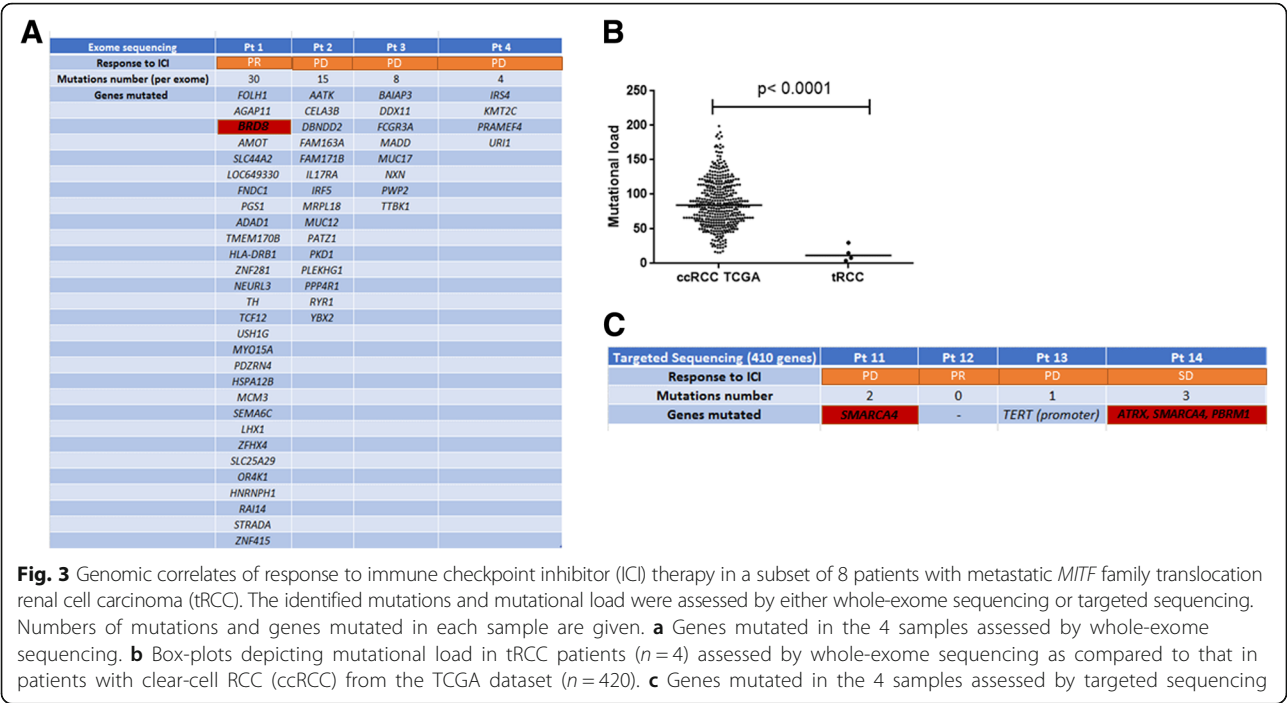 A
Exome sequencing Pt 1 Pt 2 Pt 3 Pt 4
Response to ICI PR PD PD PD
Mutations number (per exome) 30 15 8 4
Genes mutated FOLH1 AATK BAIAP3 IRS4
AGAP11 CELA3B DDX11 KMT2C
BRD8 DBNDD2 FCGR3A PRAMEF4
AMOT FAM163A MADD URI1
SLC44A2 FAM171B MUC17
LOC649330 IL17RA NXN
FNDC1 IRF5 PWP2
PGS1 MRPL18 TTBK1
ADAD1 MUC12
TMEM170B PATZ1
HLA-DRB1 PKD1
ZNF281 PLEKHG1
NEURL3 PPP4R1
TH RYR1
TCF12 YBX2
USH1G
MYO15A
PDZRN4
HSPA12B
MCM3
SEMA6C
LHX1
ZFHX4
SLC25A29
OR4K1
HNRNPH1
RAI14
STRADA
ZNF415
B
p< 0.0001
Mutational load
250
200
150
100
50
0
ccRCC TCGA tRCC
C
Targeted Sequencing (410 genes) Pt 11 Pt 12 Pt 13 Pt 14
Response to ICI PD PR PD SD
Mutations number 2 0 1 3
Genes mutated SMARCA4 - TERT (promoter) ATRX, SMARCA4, PBRM1
Fig. 3 Genomic correlates of response to immune checkpoint inhibitor (ICI) therapy in a subset of 8 patients with metastatic MITF family translocation
renal cell carcinoma (tRCC). The identified mutations and mutational load were assessed by either whole-exome sequencing or targeted sequencing.
Numbers of mutations and genes mutated in each sample are given. a Genes mutated in the 4 samples assessed by whole-exome
sequencing. b Box-plots depicting mutational load in tRCC patients (n = 4) assessed by whole-exome sequencing as compared to that in
patients with clear-cell RCC (ccRCC) from the TCGA dataset (n = 420). c Genes mutated in the 4 samples assessed by targeted sequencing